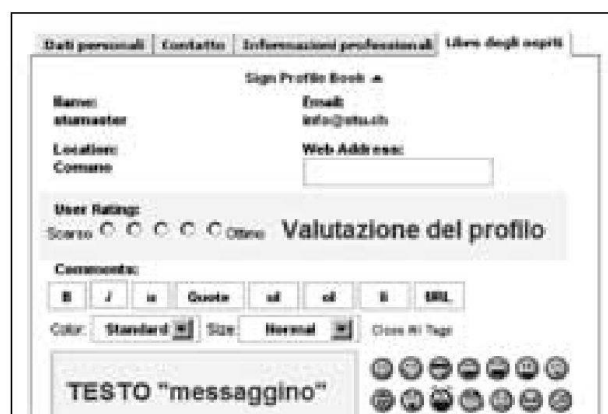 Dati personali Contatto Informazioni professionali Libro degli ospiti
Sign Profile Book
Name: Email:
stumaster info@stu.ch
Location: Web Address:
Comano
User Rating:
Scarso Ottimo Valutazione del profilo
Comments:
B i u Quote ul ol li URL
Color: Standard Size: Normal Close All Tags
TESTO "messaggino"